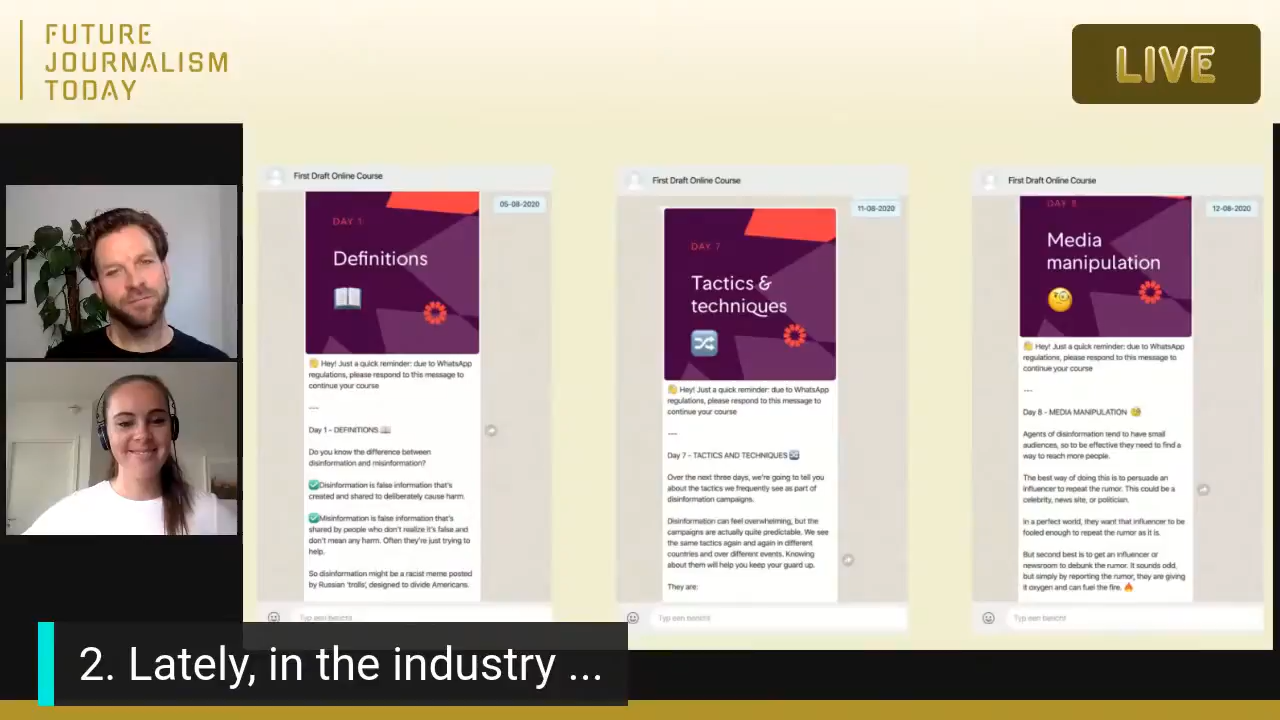 FUTURE
JOURNALISM
TODAY
LIVE
First Draft Online Course
05-08-2020
DAY 1
Definitions
👋 Hey! Just a quick reminder: due to WhatsApp
regulations, please respond to this message to
continue your course
---
Day 1 - DEFINITIONS 📖
Do you know the difference between
disinformation and misinformation?
✅Disinformation is false information that's
created and shared to deliberately cause harm.
✅Misinformation is false information that's
shared by people who don't realize it's false and
don't mean any harm. Often they're just trying to
help.
So disinformation might be a racist meme posted
by Russian 'trolls', designed to divide Americans.
Typ een bericht
First Draft Online Course
11-08-2020
DAY 7
Tactics &
techniques
👋 Hey! Just a quick reminder: due to WhatsApp
regulations, please respond to this message to
continue your course
---
Day 7 - TACTICS AND TECHNIQUES 🔀
Over the next three days, we're going to tell you
about the tactics we frequently see as part of
disinformation campaigns.
Disinformation can feel overwhelming, but the
campaigns are actually quite predictable. We see
the same tactics again and again in different
countries and over different events. Knowing
about them will help you keep your guard up.
They are:
Typ een bericht
First Draft Online Course
12-08-2020
DAY 8
Media
manipulation
👋 Hey! Just a quick reminder: due to WhatsApp
regulations, please respond to this message to
continue your course
---
Day 8 - MEDIA MANIPULATION 🧐
Agents of disinformation tend to have small
audiences, so to be effective they need to find a
way to reach more people.
The best way of doing this is to persuade an
influencer to repeat the rumor. This could be a
celebrity, news site, or politician.
In a perfect world, they want that influencer to be
fooled enough to repeat the rumor as it is.
But second best is to get an influencer or
newsroom to debunk the rumor. It sounds odd,
but simply by reporting the rumor, they are giving
it oxygen and can fuel the fire. 🔥
Typ een bericht
2. Lately, in the industry ...